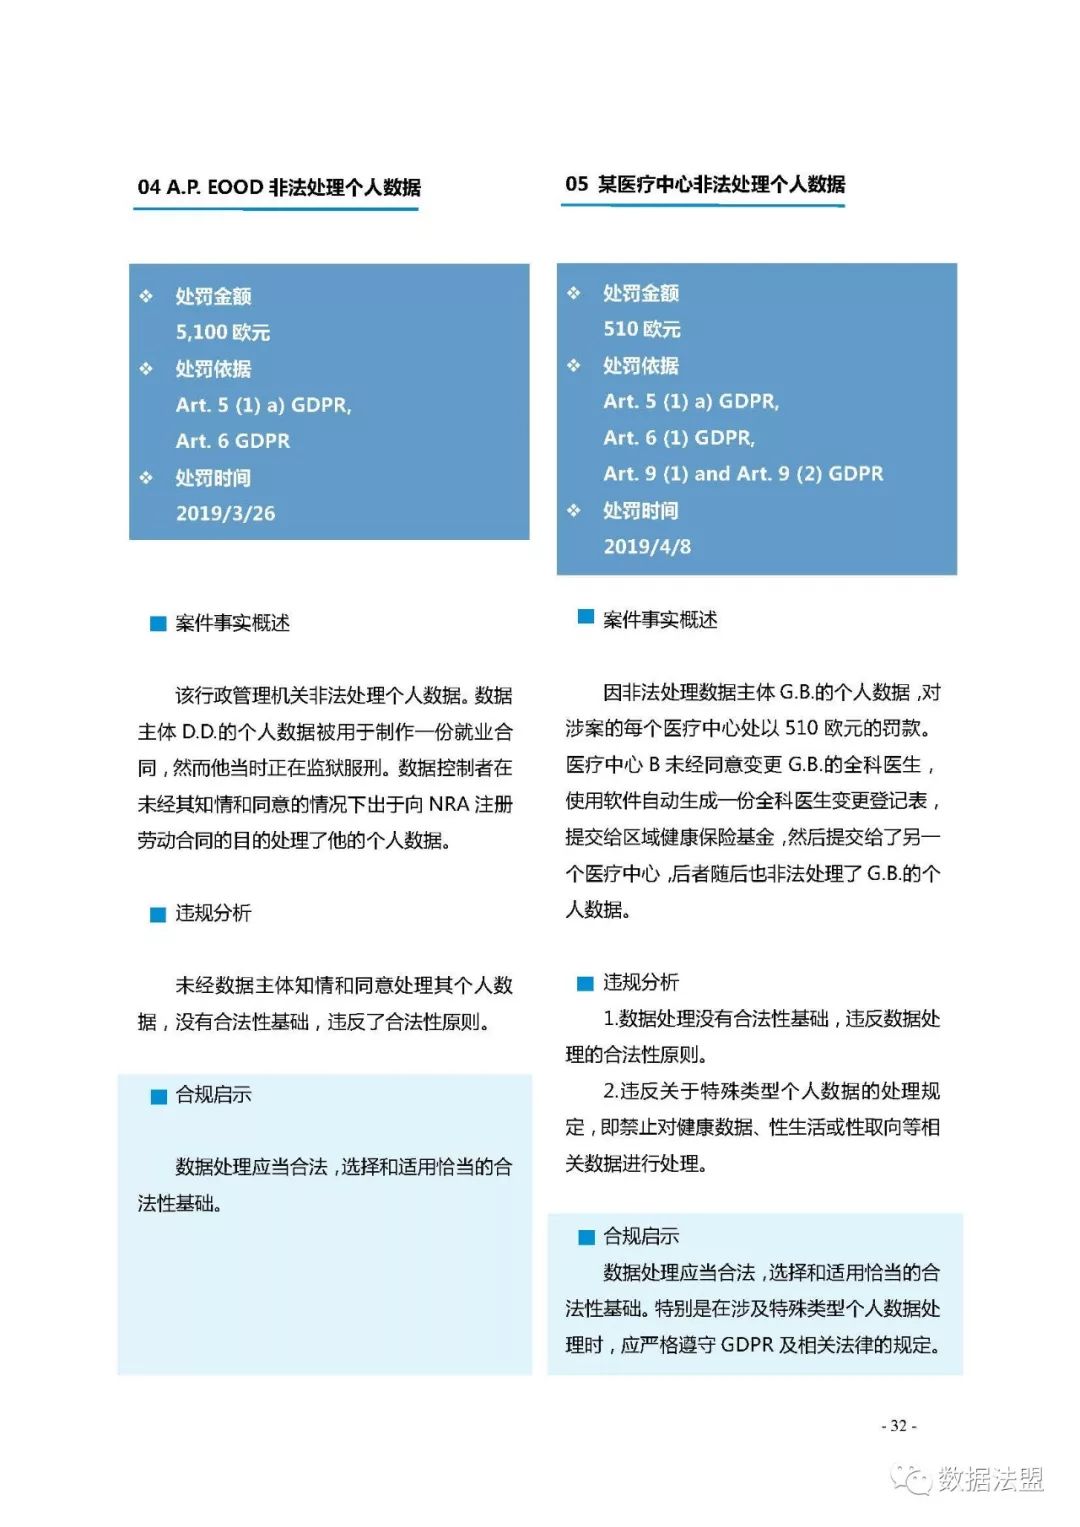 04 A.P. EOOD 非法处理个人数据
❖ 处罚金额
5,100 欧元
❖ 处罚依据
Art. 5 (1) a) GDPR,
Art. 6 GDPR
❖ 处罚时间
2019/3/26
■ 案件事实概述
该行政管理机关非法处理个人数据。数据
主体 D.D.的个人数据被用于制作一份就业合
同，然而他当时正在监狱服刑。数据控制者在
未经其知情和同意的情况下出于向 NRA 注册
劳动合同的目的处理了他的个人数据。
■ 违规分析
未经数据主体知情和同意处理其个人数
据，没有合法性基础，违反了合法性原则。
■ 合规启示
数据处理应当合法，选择和适用恰当的合
法性基础。
05 某医疗中心非法处理个人数据
❖ 处罚金额
510 欧元
❖ 处罚依据
Art. 5 (1) a) GDPR,
Art. 6 (1) GDPR,
Art. 9 (1) and Art. 9 (2) GDPR
❖ 处罚时间
2019/4/8
■ 案件事实概述
因非法处理数据主体 G.B.的个人数据，对
涉案的每个医疗中心处以 510 欧元的罚款。
医疗中心 B 未经同意变更 G.B.的全科医生，
使用软件自动生成一份全科医生变更登记表，
提交给区域健康保险基金，然后提交给了另一
个医疗中心，后者随后也非法处理了 G.B.的个
人数据。
■ 违规分析
1.数据处理没有合法性基础，违反数据处
理的合法性原则。
2.违反关于特殊类型个人数据的处理规
定，即禁止对健康数据、性生活或性取向等相
关数据进行处理。
■ 合规启示
数据处理应当合法，选择和适用恰当的合
法性基础。特别是在涉及特殊类型个人数据处
理时，应严格遵守 GDPR 及相关法律的规定。
- 32 -
数据法盟